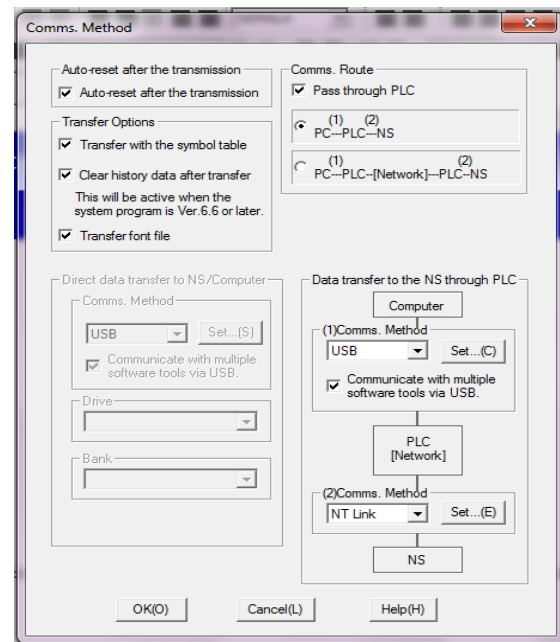 Comms. Method
Auto-reset after the transmission
Auto-reset after the transmission
Transfer Options
Transfer with the symbol table
Clear history data after transfer
This will be active when the
system program is Ver.6.6 or later.
Transfer font file
Comms. Route
Pass through PLC
(1) (2)
PC---PLC---NS
(1) (2)
PC---PLC--[Network]---PLC--NS
Direct data transfer to NS/Computer
Comms. Method
USB
Set...(S)
Communicate with multiple
software tools via USB.
Drive
Bank
Data transfer to the NS through PLC
Computer
(1)Comms. Method
USB
Set...(C)
Communicate with multiple
software tools via USB.
PLC
[Network]
(2)Comms. Method
NT Link
Set...(E)
NS
OK(O)
Cancel(L)
Help(H)